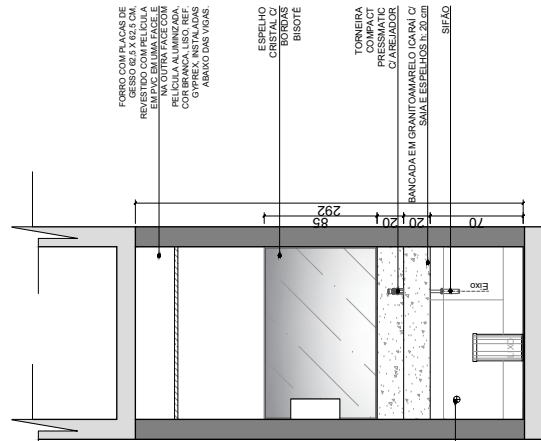 FORRO COM PLACAS DE
GESSO 62,5 X 62,5 CM,
REVESTIDO COM PELÍCULA
EM PVC EM UMA FACE, E
NA OUTRA FACE COM
PELÍCULA ALUMINIZADA,
COR BRANCA, LISO, REF.
GYPREX, INSTALADAS
ABAIXO DAS VIGAS.
ESPELHO
CRISTAL C/
BORDAS
BISOTÉ
TORNEIRA
COMPACT
PRESSMATIC
C/ AREJADOR
BANCADA EM GRANITO AMARELO ICARAÍ C/
SAIA E ESPELHOS h: 20 cm
SIFÃO
292
85
20
20
70
Eixo
LIXO